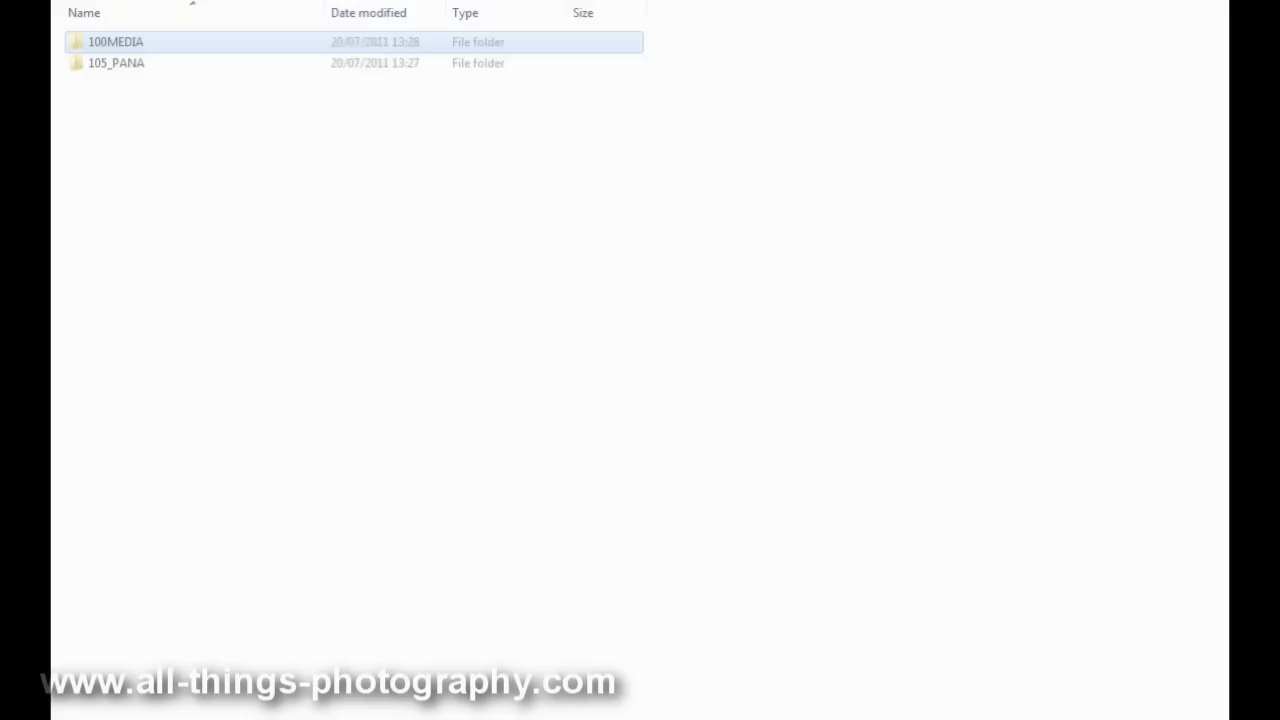 Name Date modified Type Size
100MEDIA 20/07/2011 13:28 File folder
105_PANA 20/07/2011 13:27 File folder
www.all-things-photography.com